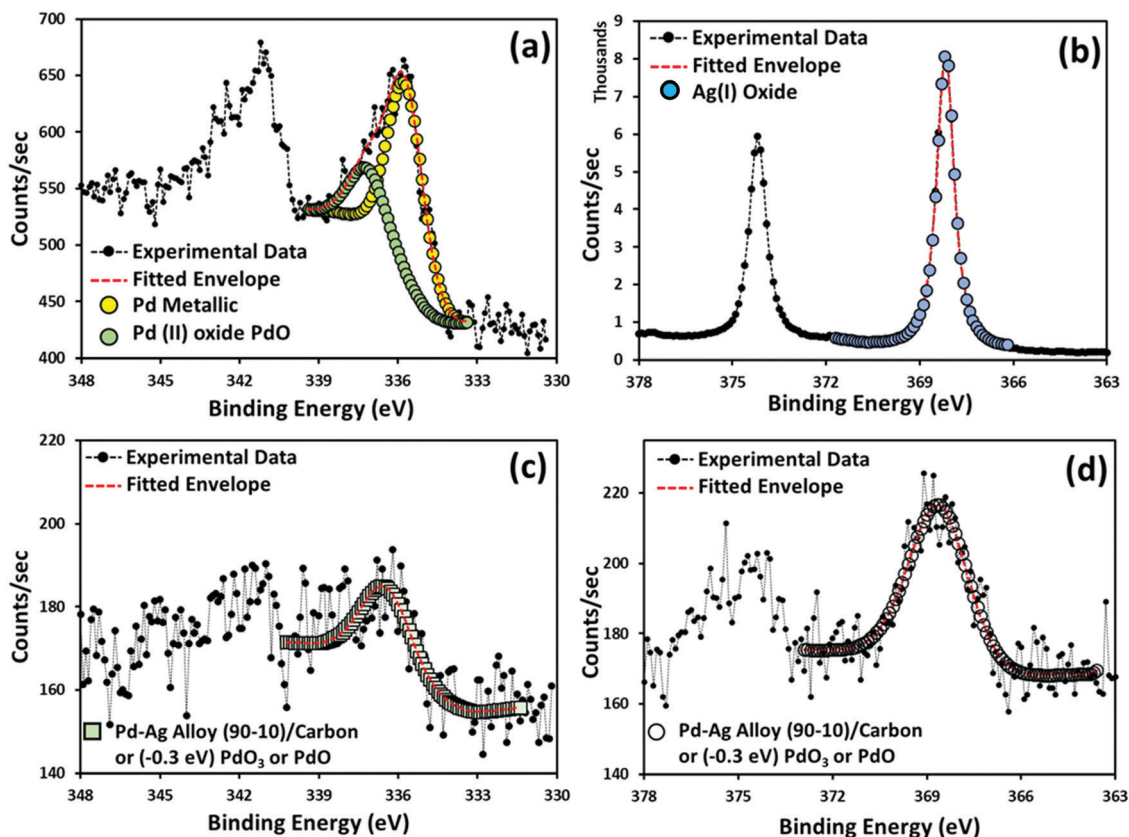 (a)
700
650
600
550
500
450
400
Counts/sec
Experimental Data
Fitted Envelope
Pd Metallic
Pd (II) oxide PdO
348 345 342 339 336 333 330
Binding Energy (eV)
(b)
Thousands
9
8
7
6
5
4
3
2
1
0
Counts/sec
Experimental Data
Fitted Envelope
Ag(I) Oxide
378 375 372 369 366 363
Binding Energy (eV)
(c)
220
200
180
160
140
Counts/sec
Experimental Data
Fitted Envelope
Pd-Ag Alloy (90-10)/Carbon
or (-0.3 eV) PdO₃ or PdO
348 345 342 339 336 333 330
Binding Energy (eV)
(d)
220
200
180
160
140
Counts/sec
Experimental Data
Fitted Envelope
Pd-Ag Alloy (90-10)/Carbon
or (-0.3 eV) PdO₃ or PdO
378 375 372 369 366 363
Binding Energy (eV)